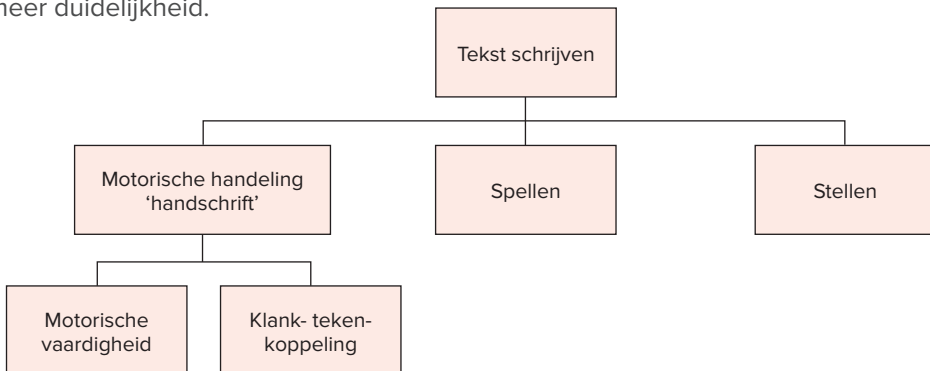 meer duidelijkheid.
Tekst schrijven
Motorische handeling
‘handschrift’
Spellen
Stellen
Motorische
vaardigheid
Klank- teken-
koppeling